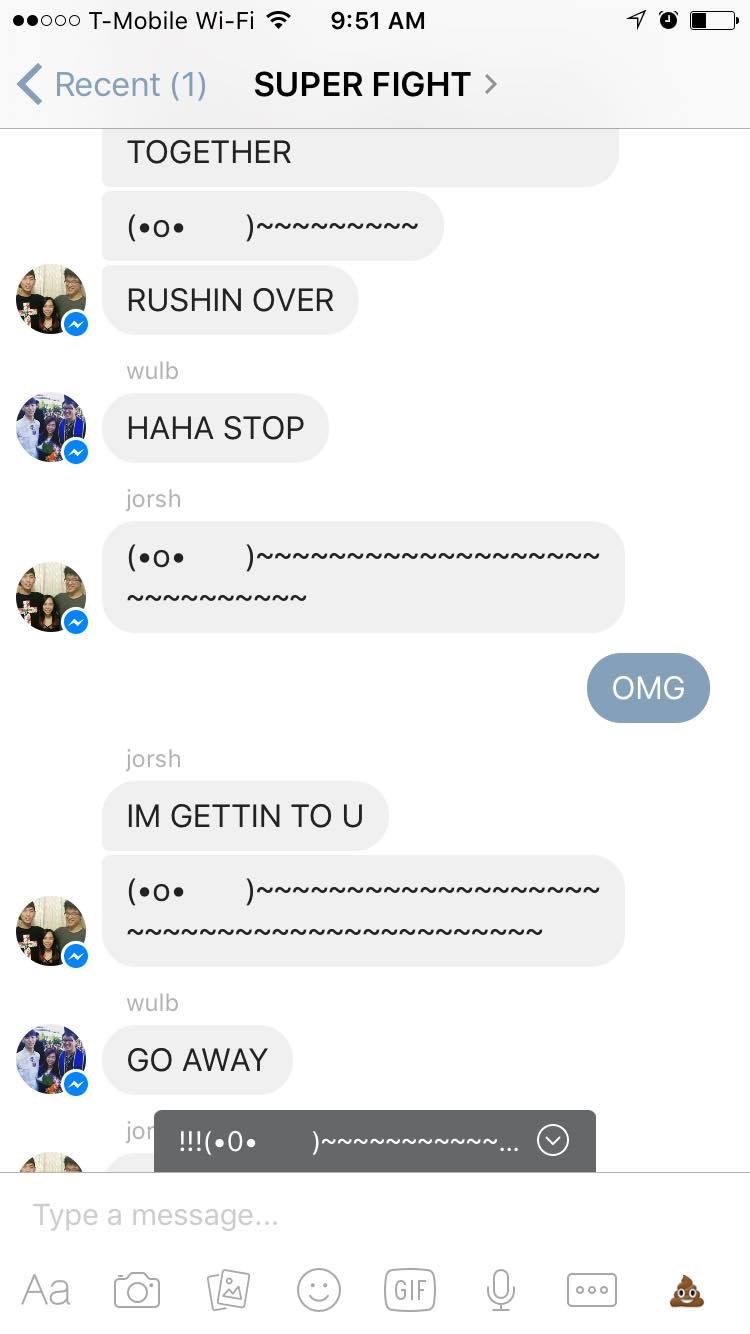 T-Mobile Wi-Fi 9:51 AM
Recent (1) SUPER FIGHT
TOGETHER
(•o•      )~~~~~~~~~
RUSHIN OVER
wulb
HAHA STOP
jorsh
(•o•      )~~~~~~~~~~~~~~~~~~~
~~~~~~~~~~
OMG
jorsh
IM GETTIN TO U
(•o•      )~~~~~~~~~~~~~~~~~~~
~~~~~~~~~~~~~~~~~~~~~~~
wulb
GO AWAY
jor
!!!(•0•      )~~~~~~~~~~~...
Type a message...
Aa GIF